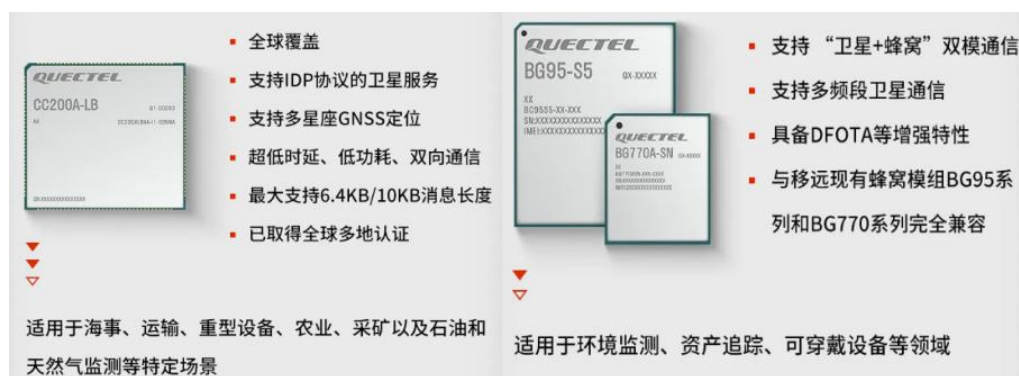 QUECTEL
CC200A-LB
全球覆盖
支持IDP协议的卫星服务
支持多星座GNSS定位
超低时延、低功耗、双向通信
最大支持6.4KB/10KB消息长度
已取得全球多地认证
适用于海事、运输、重型设备、农业、采矿以及石油和
天然气监测等特定场景
QUECTEL
BG95-S5
QX-XXXXX
XX
SN:XXXXXXXXXXXXXXX
QUECTEL
BG770A-SN
支持“卫星+蜂窝”双模通信
支持多频段卫星通信
具备DFOTA等增强特性
与移远现有蜂窝模组BG95系
列和BG770系列完全兼容
适用于环境监测、资产追踪、可穿戴设备等领域